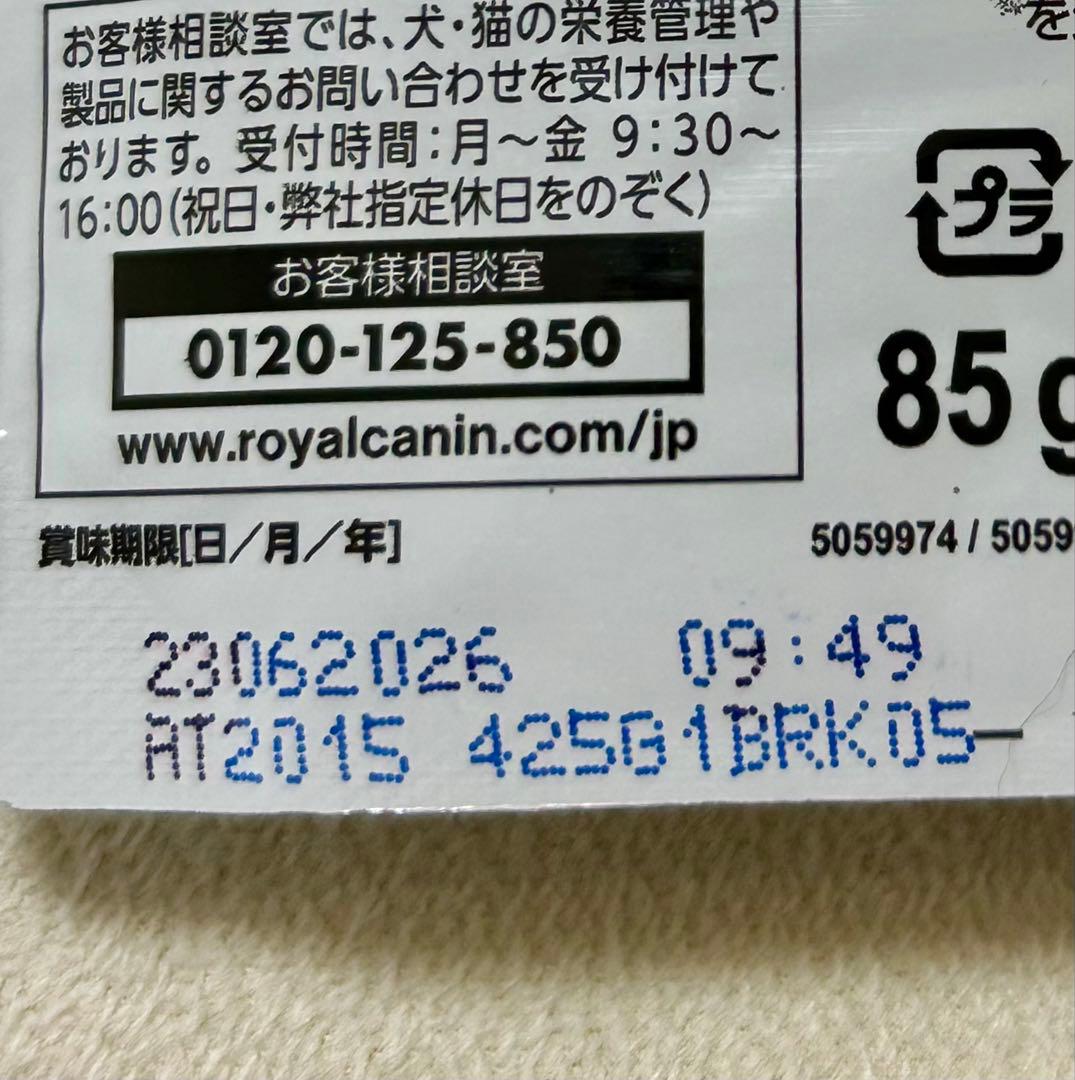 お客様相談室では、犬・猫の栄養管理や
製品に関するお問い合わせを受け付けて
おります。受付時間：月〜金 9：30〜
16：00（祝日・弊社指定休日をのぞく）
お客様相談室
0120-125-850
www.royalcanin.com/jp
を
プラ
85g
賞味期限[日／月／年]
5059974 / 5059
23062026 09:49
AT2015 425G1BRK05